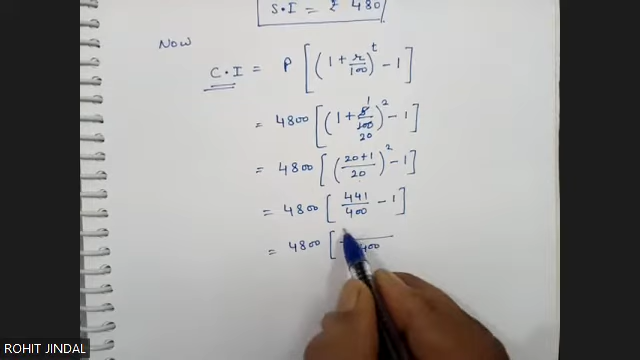 S.I = ₹ 480
Now
C.I = P [ ( 1 + r/100 )^t - 1 ]
= 4800 [ ( 1 + 5/100 1/20 )^2 - 1 ]
= 4800 [ ( 20+1/20 )^2 - 1 ]
= 4800 [ 441/400 - 1 ]
= 4800 [ 400
ROHIT JINDAL